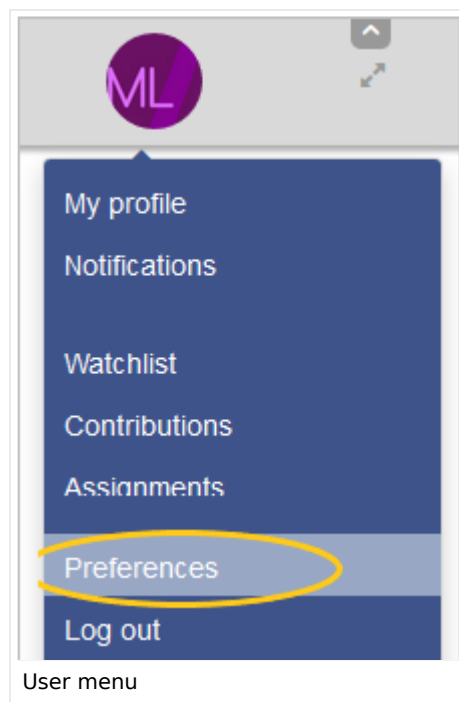 ML
My profile
Notifications
Watchlist
Contributions
Assignments
Preferences
Log out
User menu